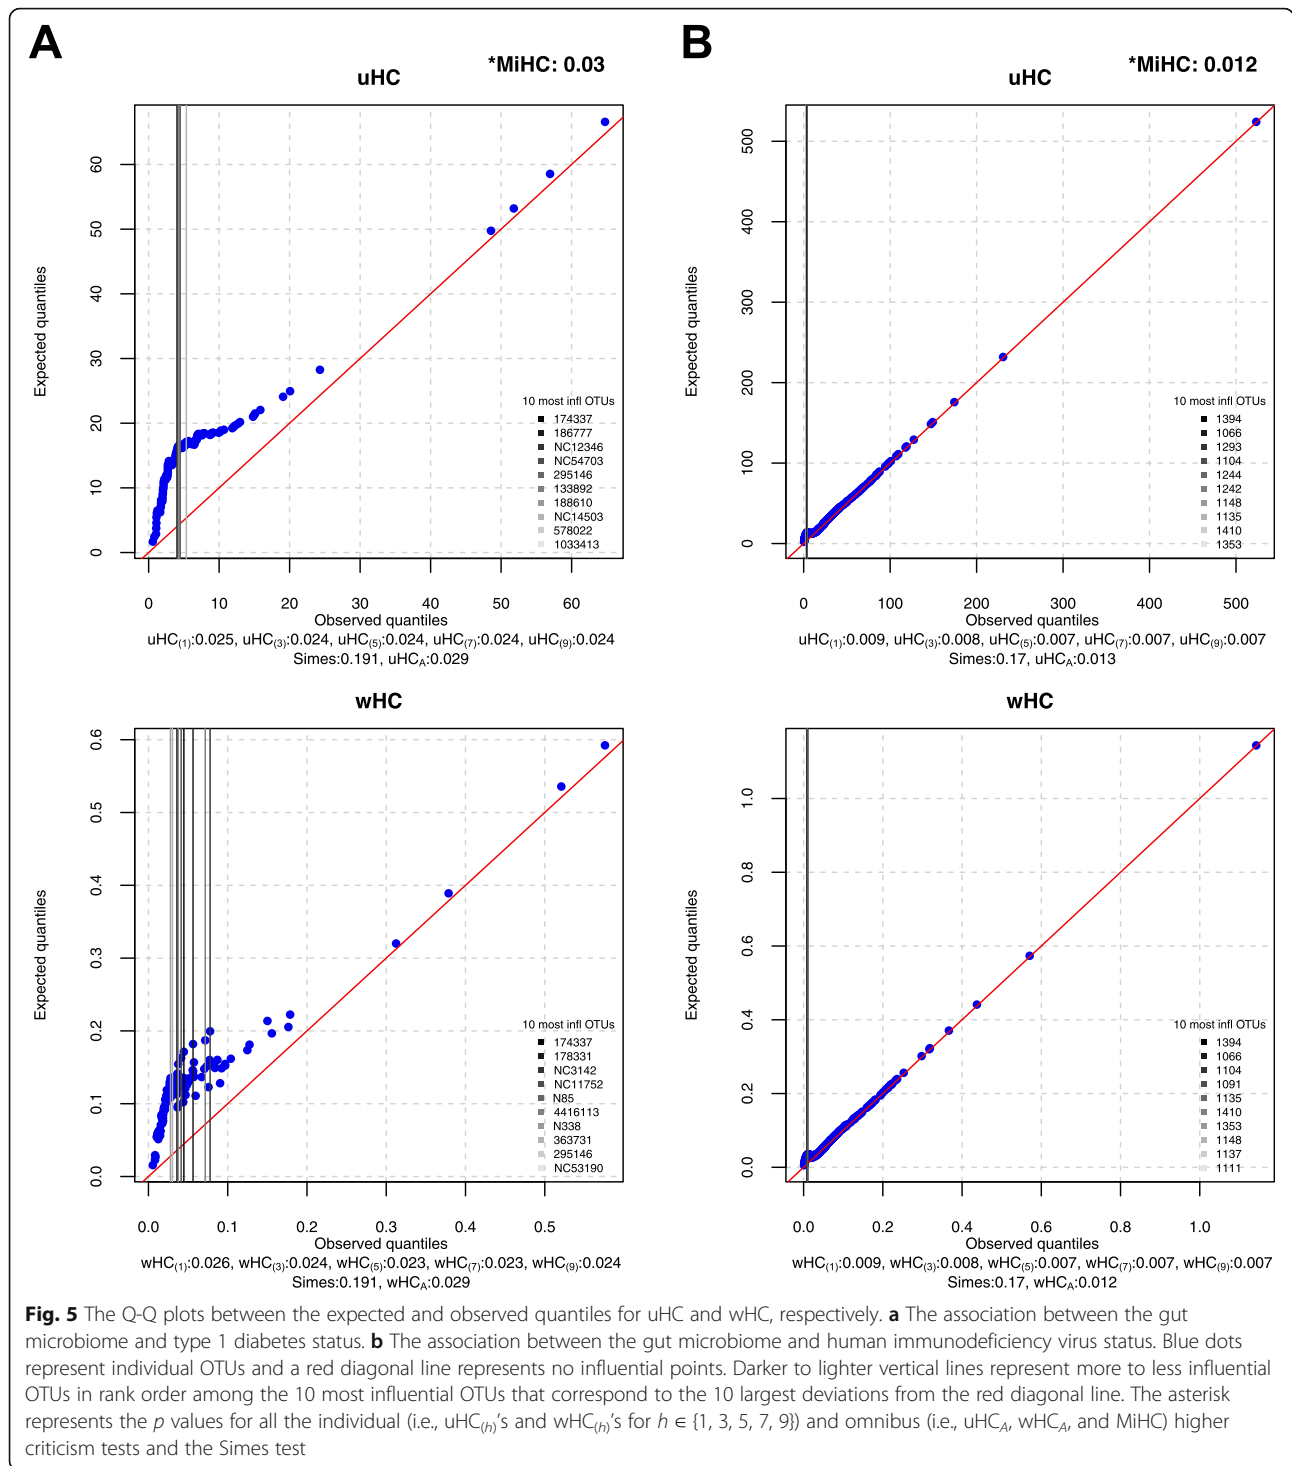 A
*MiHC: 0.03
uHC
Expected quantiles
60
50
40
30
20
10
0
10 most infl OTUs
174337
186777
NC12346
NC54703
295146
133892
188610
NC14503
578022
1033413
0 10 20 30 40 50 60
Observed quantiles
uHC(1):0.025, uHC(3):0.024, uHC(5):0.024, uHC(7):0.024, uHC(9):0.024
Simes:0.191, uHCA:0.029
B
*MiHC: 0.012
uHC
Expected quantiles
500
400
300
200
100
0
10 most infl OTUs
1394
1066
1293
1104
1244
1242
1148
1135
1410
1353
0 100 200 300 400 500
Observed quantiles
uHC(1):0.009, uHC(3):0.008, uHC(5):0.007, uHC(7):0.007, uHC(9):0.007
Simes:0.17, uHCA:0.013
wHC
Expected quantiles
0.6
0.5
0.4
0.3
0.2
0.1
0.0
10 most infl OTUs
174337
178331
NC3142
NC11752
N85
4416113
N338
363731
295146
NC53190
0.0 0.1 0.2 0.3 0.4 0.5
Observed quantiles
wHC(1):0.026, wHC(3):0.024, wHC(5):0.023, wHC(7):0.023, wHC(9):0.024
Simes:0.191, wHCA:0.029
wHC
Expected quantiles
1.0
0.8
0.6
0.4
0.2
0.0
10 most infl OTUs
1394
1066
1104
1091
1135
1410
1353
1148
1137
1111
0.0 0.2 0.4 0.6 0.8 1.0
Observed quantiles
wHC(1):0.009, wHC(3):0.008, wHC(5):0.007, wHC(7):0.007, wHC(9):0.007
Simes:0.17, wHCA:0.012
Fig. 5 The Q-Q plots between the expected and observed quantiles for uHC and wHC, respectively. a The association between the gut
microbiome and type 1 diabetes status. b The association between the gut microbiome and human immunodeficiency virus status. Blue dots
represent individual OTUs and a red diagonal line represents no influential points. Darker to lighter vertical lines represent more to less influential
OTUs in rank order among the 10 most influential OTUs that correspond to the 10 largest deviations from the red diagonal line. The asterisk
represents the p values for all the individual (i.e., uHC(h)'s and wHC(h)'s for h ∈ {1, 3, 5, 7, 9}) and omnibus (i.e., uHCA, wHCA, and MiHC) higher
criticism tests and the Simes test